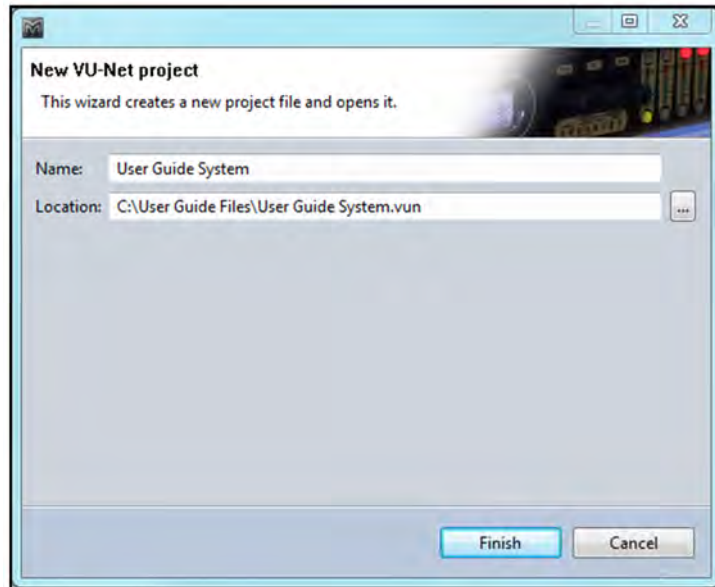 New VU-Net project
This wizard creates a new project file and opens it.
Name: User Guide System
Location: C:\User Guide Files\User Guide System.vun ...
Finish Cancel